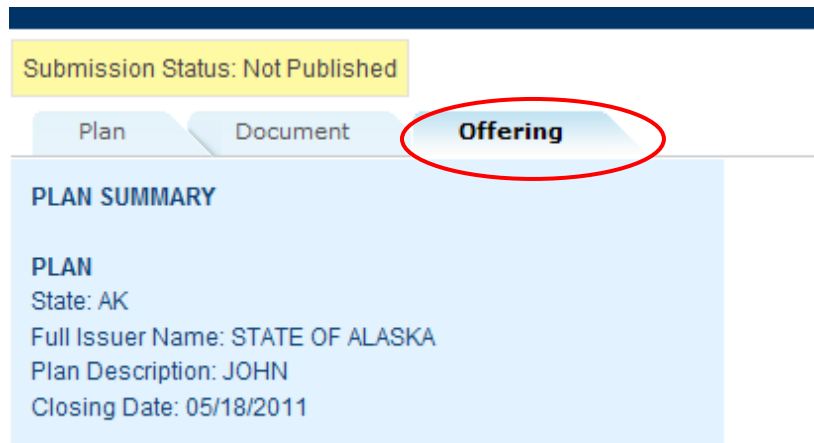 Submission Status: Not Published
Plan Document Offering
PLAN SUMMARY
PLAN
State: AK
Full Issuer Name: STATE OF ALASKA
Plan Description: JOHN
Closing Date: 05/18/2011